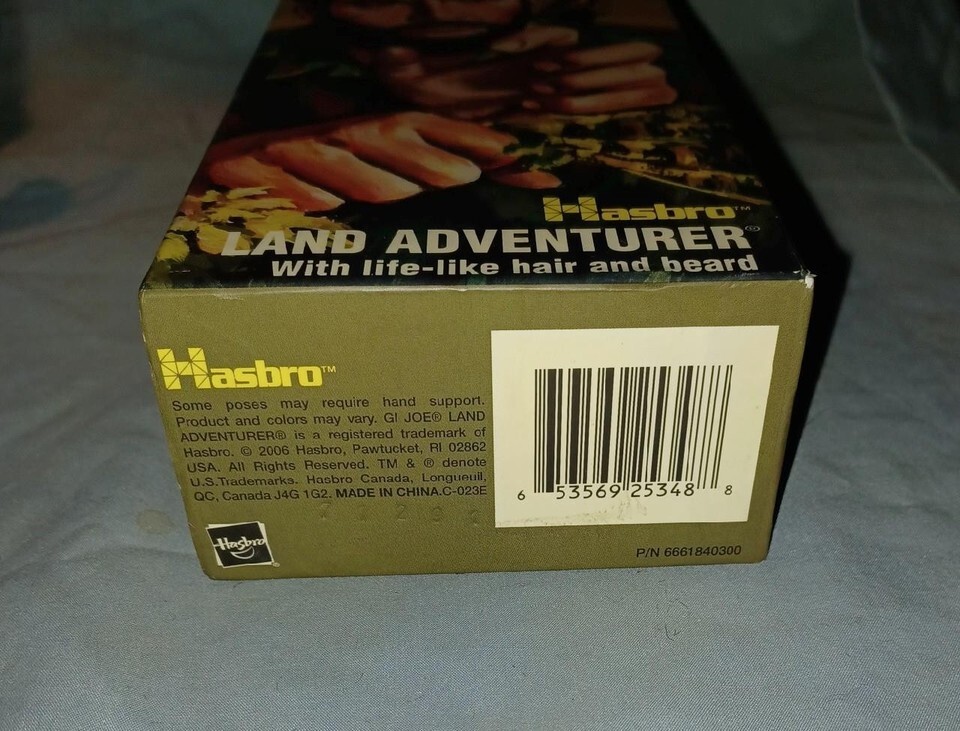 Hasbro™
LAND ADVENTURER®
With life-like hair and beard
Hasbro™
Some poses may require hand support.
Product and colors may vary. GI JOE® LAND
ADVENTURER® is a registered trademark of
Hasbro. © 2006 Hasbro, Pawtucket, RI 02862
USA. All Rights Reserved. TM & ® denote
U.S.Trademarks. Hasbro Canada, Longueuil,
QC, Canada J4G 1G2. MADE IN CHINA.C-023E
Hasbro
6 53569 25348 8
P/N 6661840300